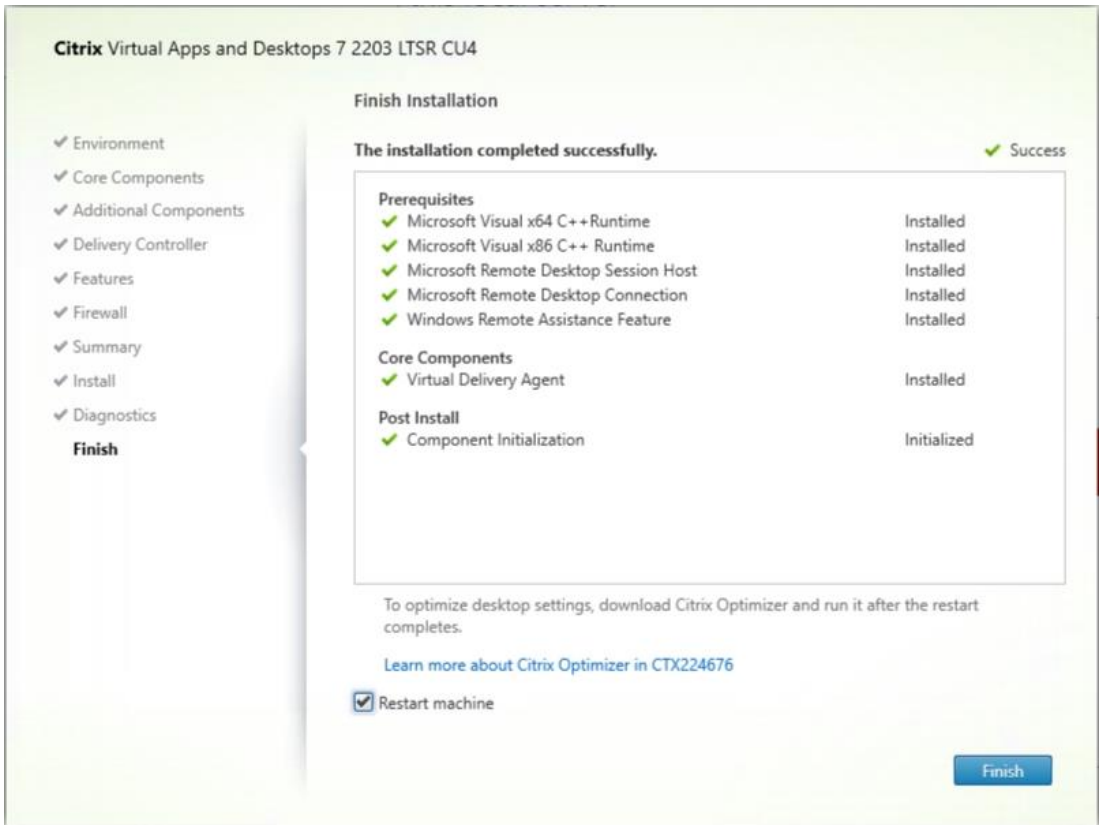 Citrix Virtual Apps and Desktops 7 2203 LTSR CU4
Environment
Core Components
Additional Components
Delivery Controller
Features
Firewall
Summary
Install
Diagnostics
Finish
Finish Installation
The installation completed successfully.
Success
Prerequisites
Microsoft Visual x64 C++Runtime Installed
Microsoft Visual x86 C++ Runtime Installed
Microsoft Remote Desktop Session Host Installed
Microsoft Remote Desktop Connection Installed
Windows Remote Assistance Feature Installed
Core Components
Virtual Delivery Agent Installed
Post Install
Component Initialization Initialized
To optimize desktop settings, download Citrix Optimizer and run it after the restart
completes.
Learn more about Citrix Optimizer in CTX224676
Restart machine
Finish